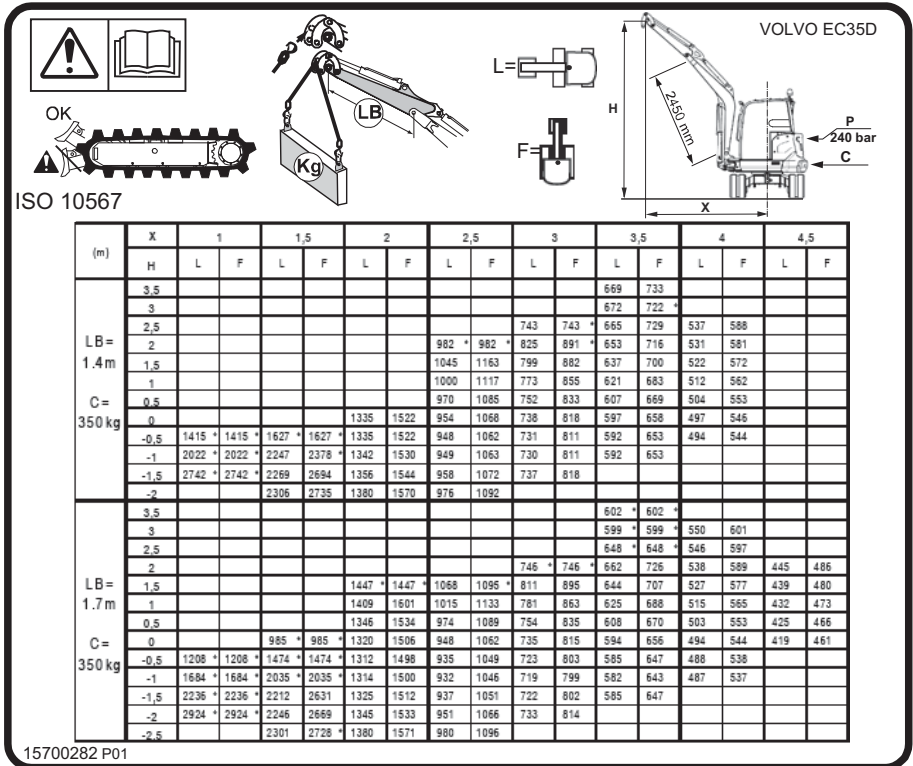 VOLVO EC35D
OK
LB
Kg
L=
F=
H
2450 mm
P
240 bar
C
X
ISO 10567
(m) X 1 1,5 2 2,5 3 3,5 4 4,5
H L F L F L F L F L F L F L F L F
LB = 1.4m
C = 350 kg
3,5 669 733
3 672 722 *
2,5 743 743 * 665 729 537 588
2 982 * 982 * 825 891 * 653 716 531 581
1,5 1045 1163 799 882 637 700 522 572
1 1000 1117 773 855 621 683 512 562
0.5 970 1085 752 833 607 669 504 553
0 1335 1522 954 1068 738 818 597 658 497 546
-0,5 1415 * 1415 * 1627 * 1627 * 1335 1522 948 1062 731 811 592 653 494 544
-1 2022 * 2022 * 2247 2378 * 1342 1530 949 1063 730 811 592 653
-1,5 2742 * 2742 * 2269 2694 1356 1544 958 1072 737 818
-2 2306 2735 1380 1570 976 1092
LB = 1.7m
C = 350 kg
3,5 602 * 602 *
3 599 * 599 * 550 601
2,5 648 * 648 * 546 597
2 746 * 746 * 662 726 538 589 445 486
1,5 1447 * 1447 * 1068 1095 * 811 895 644 707 527 577 439 480
1 1409 1601 1015 1133 781 863 625 688 515 565 432 473
0,5 1346 1534 974 1089 754 835 608 670 503 553 425 466
0 985 * 985 * 1320 1506 948 1062 735 815 594 656 494 544 419 461
-0,5 1208 * 1208 * 1474 * 1474 * 1312 1498 935 1049 723 803 585 647 488 538
-1 1684 * 1684 * 2035 * 2035 * 1314 1500 932 1046 719 799 582 643 487 537
-1,5 2236 * 2236 * 2212 2631 1325 1512 937 1051 722 802 585 647
-2 2924 * 2924 * 2246 2669 1345 1533 951 1066 733 814
-2,5 2301 2728 * 1380 1571 980 1096
15700282 P01